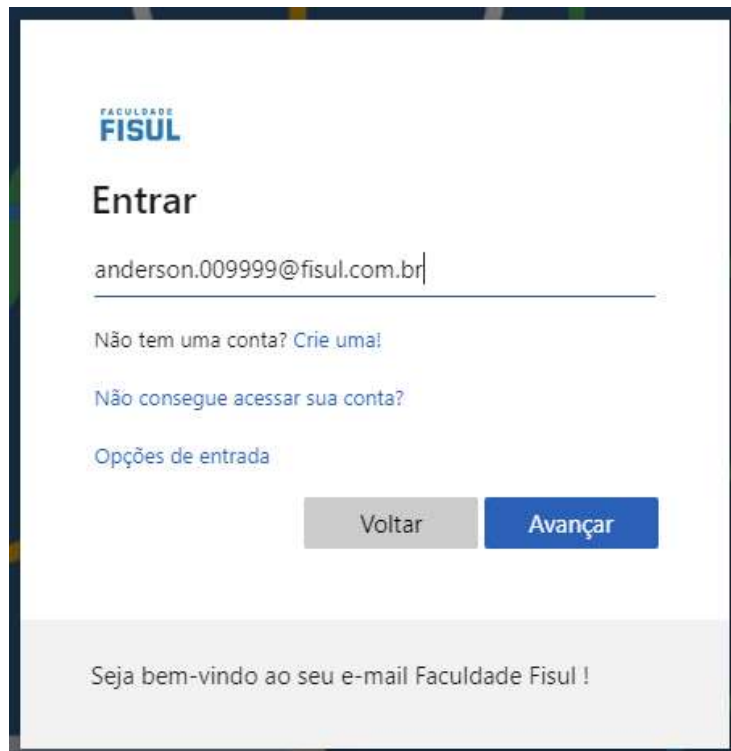 FACULDADE
FISUL
Entrar
anderson.009999@fisul.com.br
Não tem uma conta? Crie uma!
Não consegue acessar sua conta?
Opções de entrada
Voltar Avançar
Seja bem-vindo ao seu e-mail Faculdade Fisul !